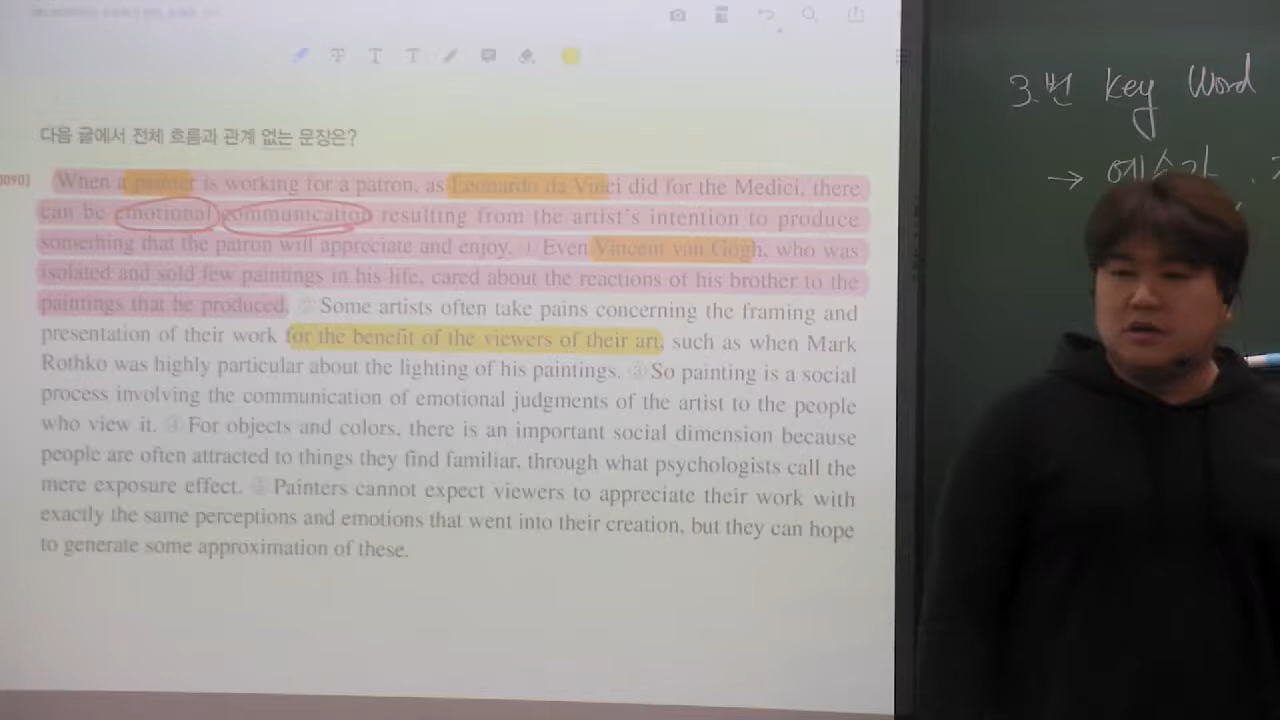 다음 글에서 전체 흐름과 관계 없는 문장은?
0090]
When a painter is working for a patron, as Leonardo da Vinci did for the Medici, there
can be emotional communication resulting from the artist's intention to produce
something that the patron will appreciate and enjoy. ① Even Vincent van Gogh, who was
isolated and sold few paintings in his life, cared about the reactions of his brother to the
paintings that he produced. ② Some artists often take pains concerning the framing and
presentation of their work for the benefit of the viewers of their art, such as when Mark
Rothko was highly particular about the lighting of his paintings. ③ So painting is a social
process involving the communication of emotional judgments of the artist to the people
who view it. ④ For objects and colors, there is an important social dimension because
people are often attracted to things they find familiar, through what psychologists call the
mere exposure effect. ⑤ Painters cannot expect viewers to appreciate their work with
exactly the same perceptions and emotions that went into their creation, but they can hope
to generate some approximation of these.
3번 Key Word
→ 예술가